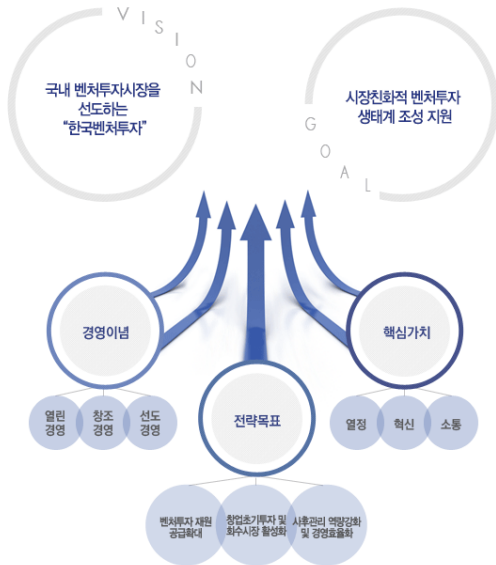 VISION
국내 벤처투자시장을
선도하는
“한국벤처투자”
GOAL
시장친화적 벤처투자
생태계 조성 지원
경영이념
열린
경영
창조
경영
선도
경영
전략목표
벤처투자 재원
공급확대
창업초기투자 및
회수시장 활성화
사후관리 역량강화
및 경영효율화
핵심가치
열정
혁신
소통